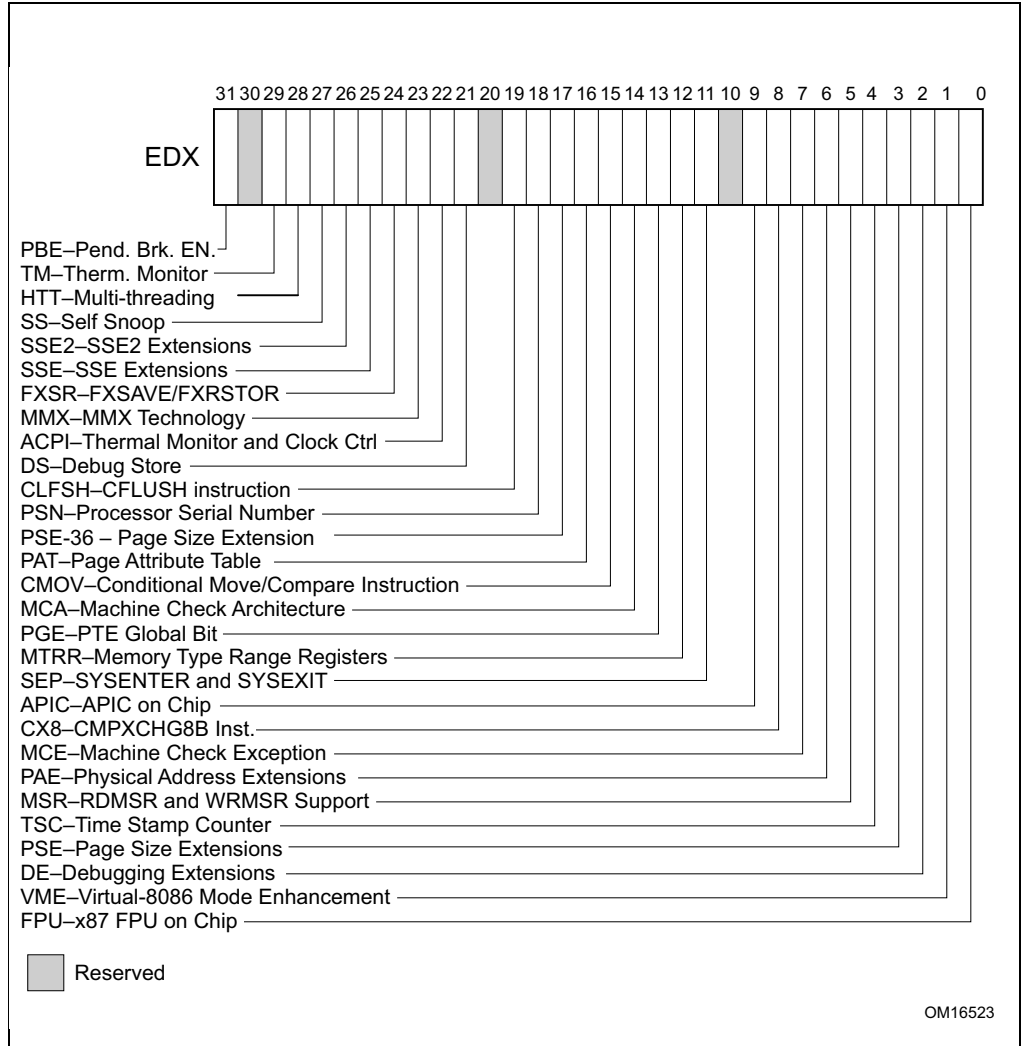 31 30 29 28 27 26 25 24 23 22 21 20 19 18 17 16 15 14 13 12 11 10 9 8 7 6 5 4 3 2 1 0
EDX
PBE–Pend. Brk. EN.
TM–Therm. Monitor
HTT–Multi-threading
SS–Self Snoop
SSE2–SSE2 Extensions
SSE–SSE Extensions
FXSR–FXSAVE/FXRSTOR
MMX–MMX Technology
ACPI–Thermal Monitor and Clock Ctrl
DS–Debug Store
CLFSH–CFLUSH instruction
PSN–Processor Serial Number
PSE-36 – Page Size Extension
PAT–Page Attribute Table
CMOV–Conditional Move/Compare Instruction
MCA–Machine Check Architecture
PGE–PTE Global Bit
MTRR–Memory Type Range Registers
SEP–SYSENTER and SYSEXIT
APIC–APIC on Chip
CX8–CMPXCHG8B Inst.
MCE–Machine Check Exception
PAE–Physical Address Extensions
MSR–RDMSR and WRMSR Support
TSC–Time Stamp Counter
PSE–Page Size Extensions
DE–Debugging Extensions
VME–Virtual-8086 Mode Enhancement
FPU–x87 FPU on Chip
Reserved
OM16523